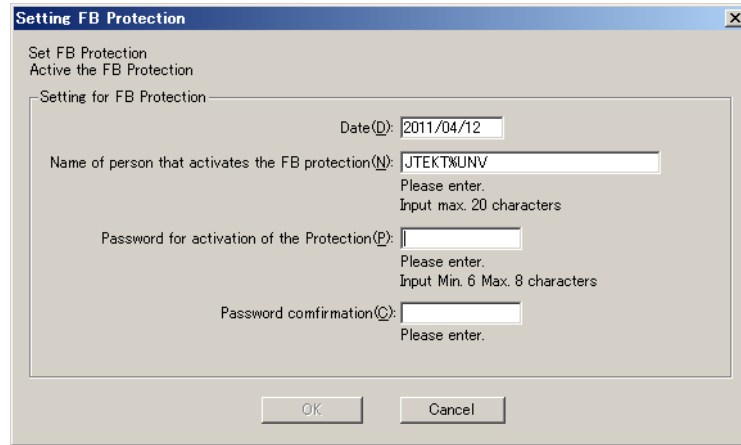 Setting FB Protection
Set FB Protection
Active the FB Protection
Setting for FB Protection
Date(D): 2011/04/12
Name of person that activates the FB protection(N): JTEKT%UNV
Please enter.
Input max. 20 characters
Password for activation of the Protection(P):
Please enter.
Input Min. 6 Max. 8 characters
Password comfirmation(C):
Please enter.
OK Cancel